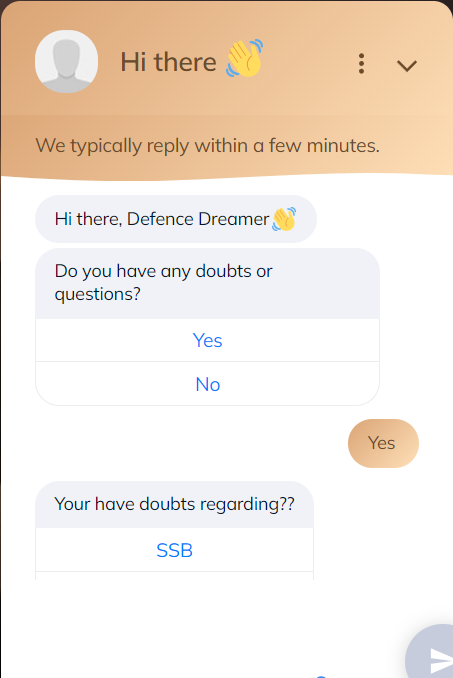 Hi there 👋
We typically reply within a few minutes.
Hi there, Defence Dreamer👋
Do you have any doubts or
questions?
Yes
No
Yes
Your have doubts regarding??
SSB